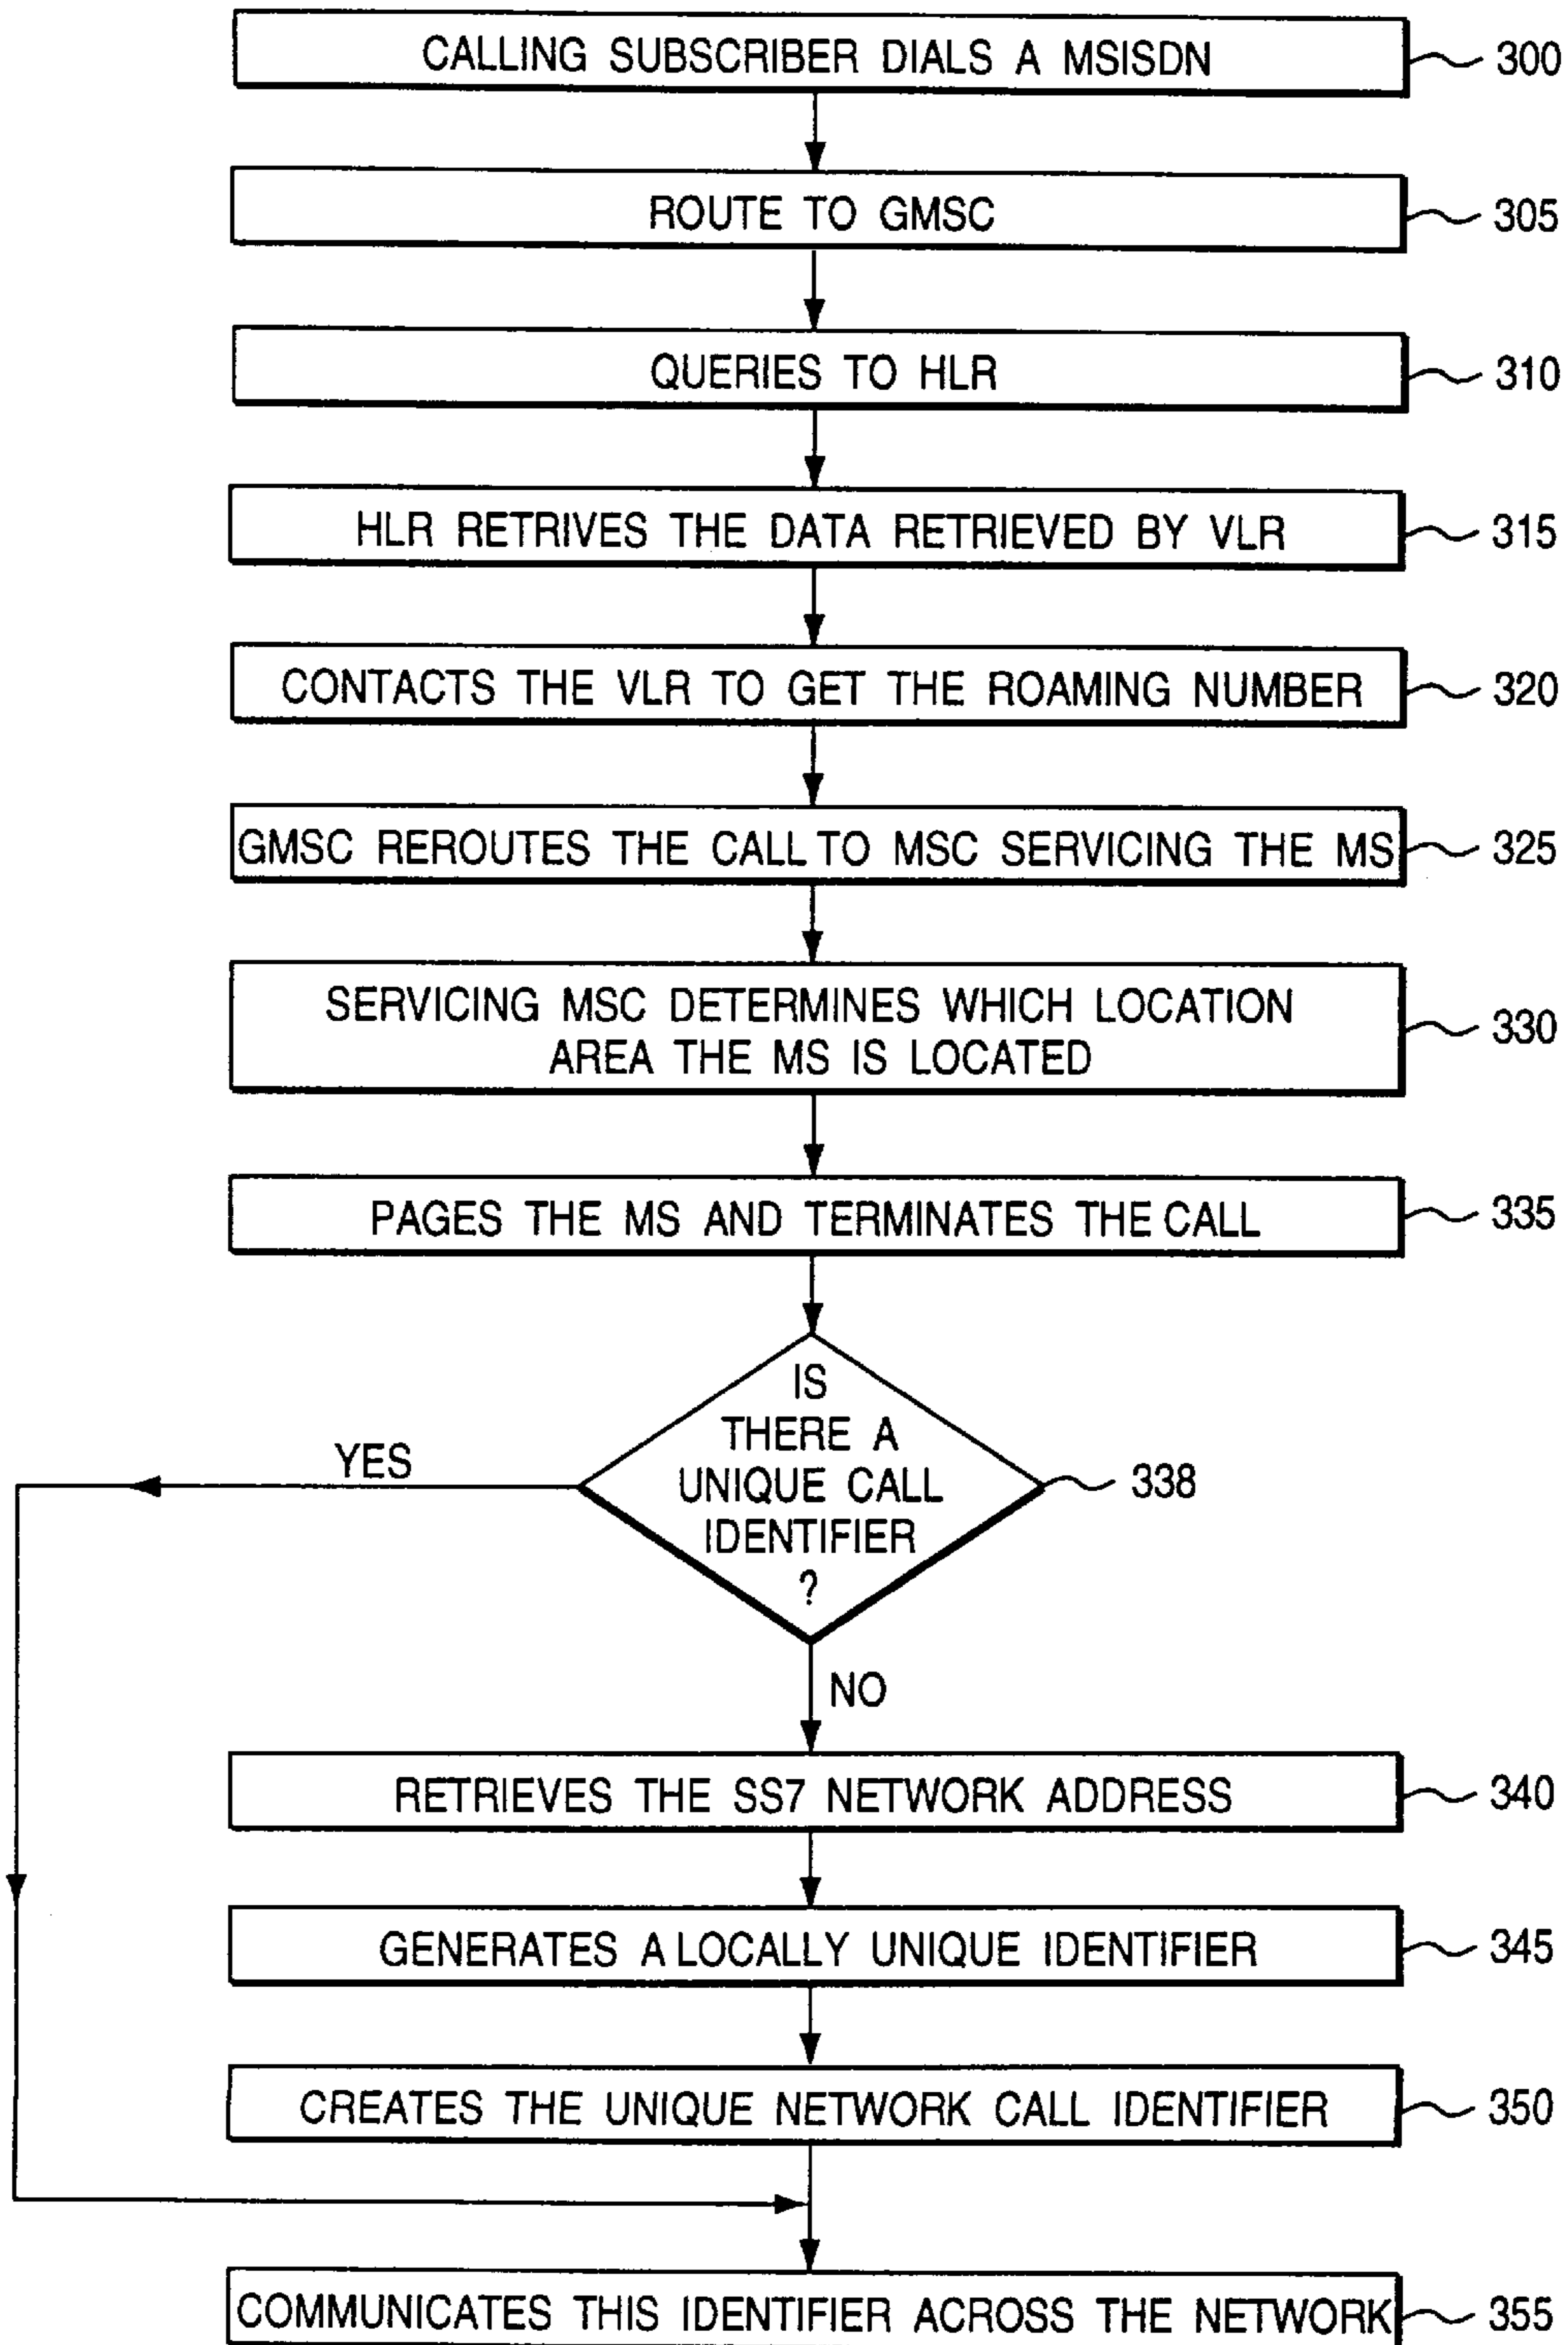 CALLING SUBSCRIBER DIALS A MSISDN 300
ROUTE TO GMSC 305
QUERIES TO HLR 310
HLR RETRIVES THE DATA RETRIEVED BY VLR 315
CONTACTS THE VLR TO GET THE ROAMING NUMBER 320
GMSC REROUTES THE CALL TO MSC SERVICING THE MS 325
SERVICING MSC DETERMINES WHICH LOCATION
AREA THE MS IS LOCATED
330
PAGES THE MS AND TERMINATES THE CALL 335
IS
THERE A
UNIQUE CALL
IDENTIFIER
?
338
YES
NO
RETRIEVES THE SS7 NETWORK ADDRESS 340
GENERATES A LOCALLY UNIQUE IDENTIFIER 345
CREATES THE UNIQUE NETWORK CALL IDENTIFIER 350
COMMUNICATES THIS IDENTIFIER ACROSS THE NETWORK 355